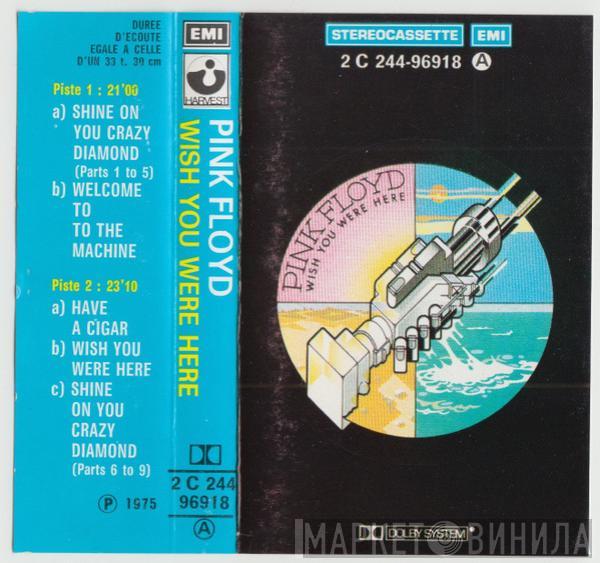 DUREE
D'ECOUTE
EGALE A CELLE
D'UN 33 t. 30 cm
Piste 1 : 21'00
a) SHINE ON
YOU CRAZY
DIAMOND
(Parts 1 to 5)
b) WELCOME
TO
TO THE
MACHINE
Piste 2 : 23'10
a) HAVE
A CIGAR
b) WISH YOU
WERE HERE
c) SHINE
ON YOU
CRAZY
DIAMOND
(Parts 6 to 9)
℗ 1975
EMI
HARVEST
PINK FLOYD
WISH YOU WERE HERE
2 C 244
96918
Ⓐ
STEREOCASSETTE EMI
2 C 244-96918 Ⓐ
PINK FLOYD
WISH YOU WERE HERE
DOLBY SYSTEM
МАРКЕТ ВИНИЛА